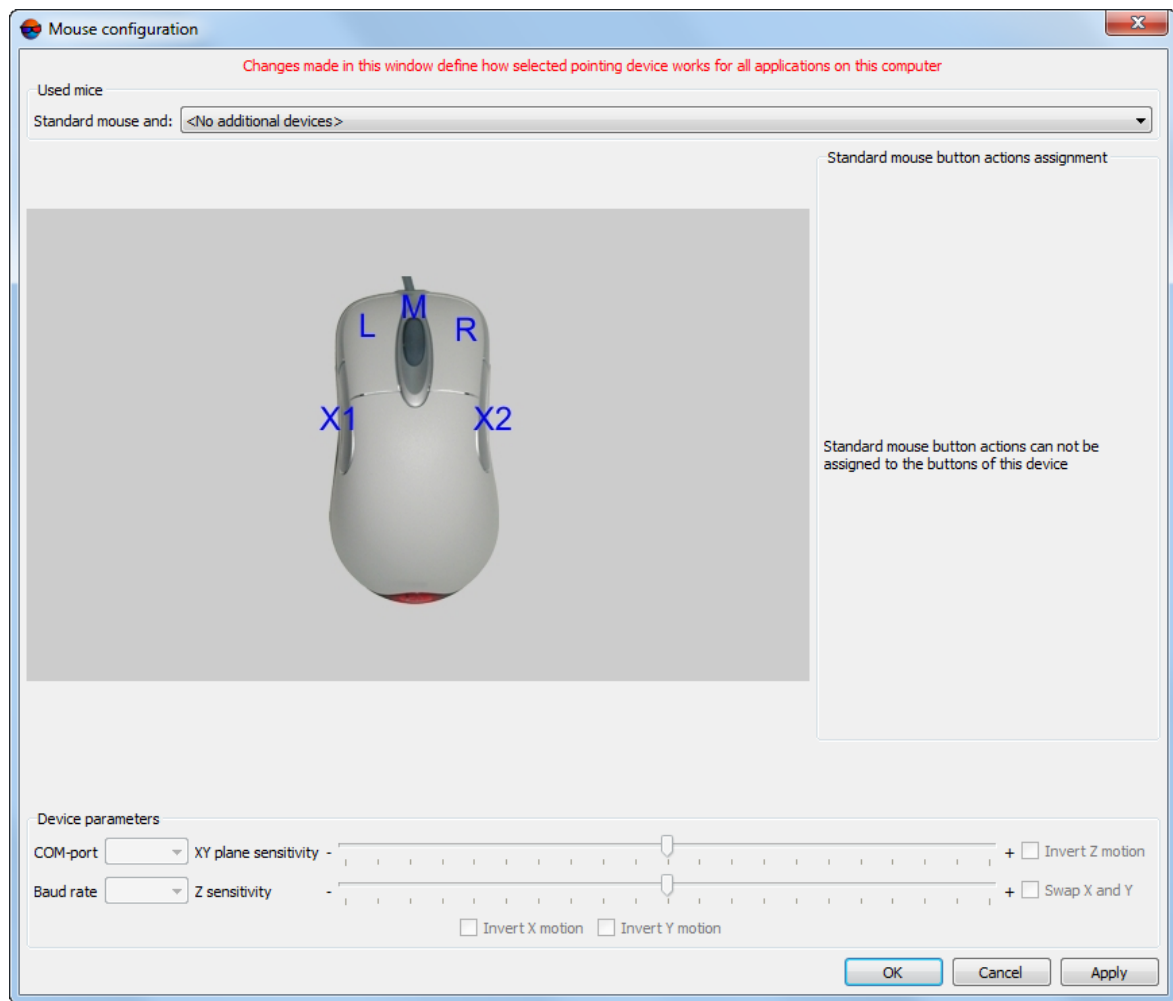 Mouse configuration
Changes made in this window define how selected pointing device works for all applications on this computer
Used mice
Standard mouse and: <No additional devices>
Standard mouse button actions assignment
M
L R
X1 X2
Standard mouse button actions can not be
assigned to the buttons of this device
Device parameters
COM-port XY plane sensitivity - + Invert Z motion
Baud rate Z sensitivity - + Swap X and Y
Invert X motion Invert Y motion
OK Cancel Apply